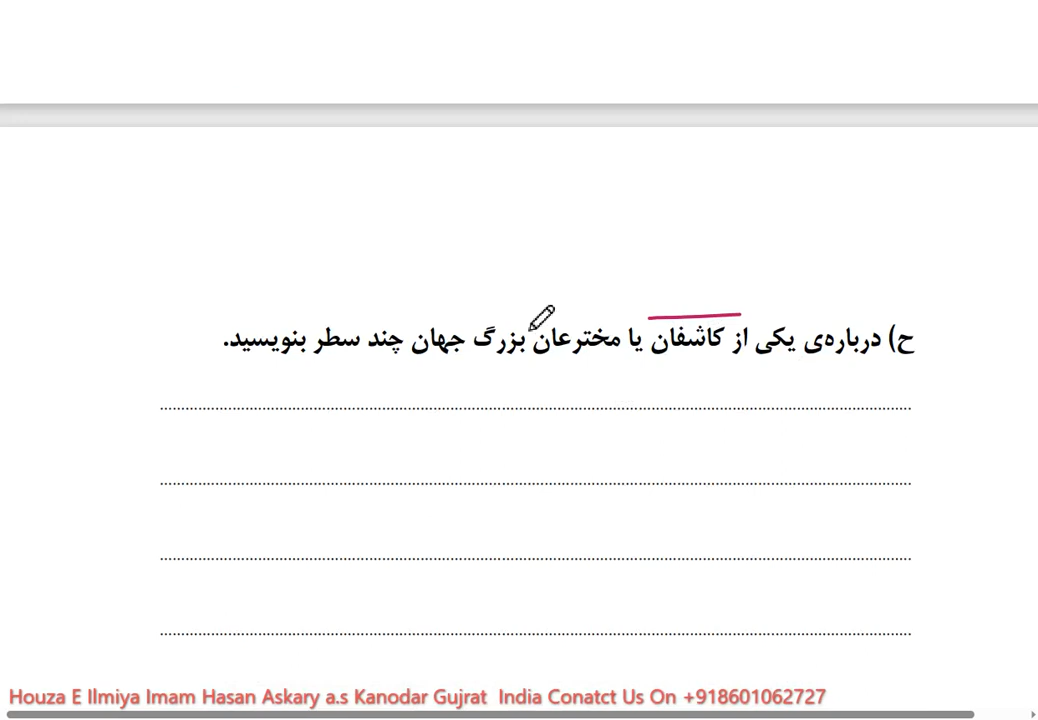 ح) درباره‌ی یکی از کاشفان یا مخترعان بزرگ جهان چند سطر بنویسید.
Houza E Ilmiya Imam Hasan Askary a.s Kanodar Gujrat India Conatct Us On +918601062727